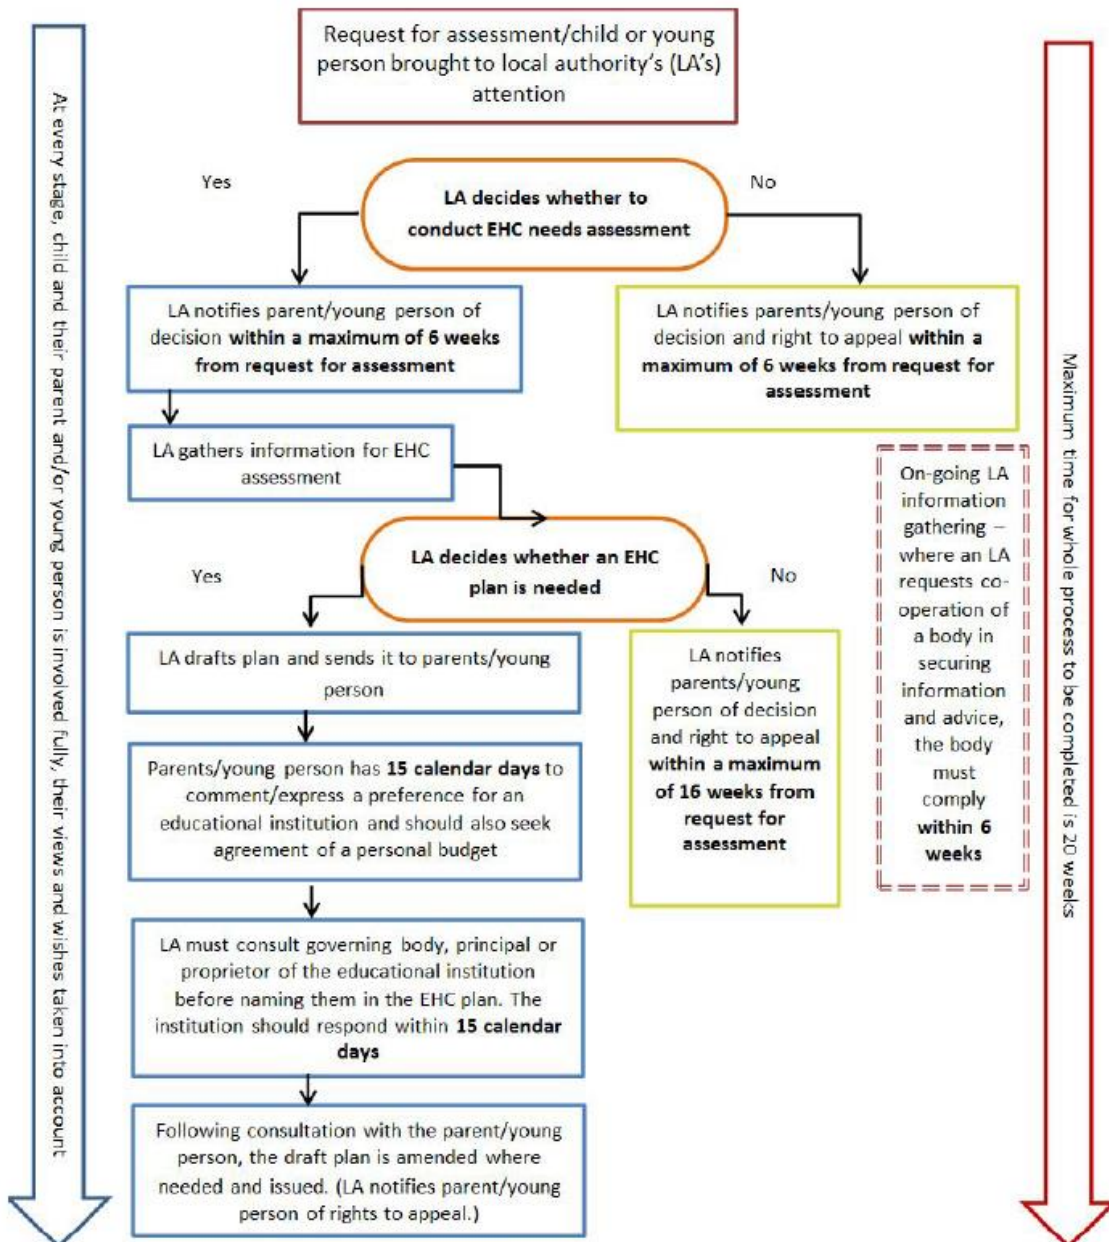 Request for assessment/child or young
person brought to local authority's (LA's)
attention
Yes
No
LA decides whether to
conduct EHC needs assessment
LA notifies parent/young person of
decision within a maximum of 6 weeks
from request for assessment
LA notifies parents/young person of
decision and right to appeal within a
maximum of 6 weeks from request for
assessment
LA gathers information for EHC
assessment
On-going LA
information
gathering –
where an LA
requests co-
operation of
a body in
securing
information
and advice,
the body
must
comply
within 6
weeks
LA decides whether an EHC
plan is needed
Yes
No
LA drafts plan and sends it to parents/young
person
LA notifies
parents/young
person of decision
and right to appeal
within a maximum
of 16 weeks from
request for
assessment
Parents/young person has 15 calendar days to
comment/express a preference for an
educational institution and should also seek
agreement of a personal budget
LA must consult governing body, principal or
proprietor of the educational institution
before naming them in the EHC plan. The
institution should respond within 15 calendar
days
Following consultation with the parent/young
person, the draft plan is amended where
needed and issued. (LA notifies parent/young
person of rights to appeal.)
At every stage, child and their parent and/or young person is involved fully, their views and wishes taken into account
Maximum time for whole process to be completed is 20 weeks